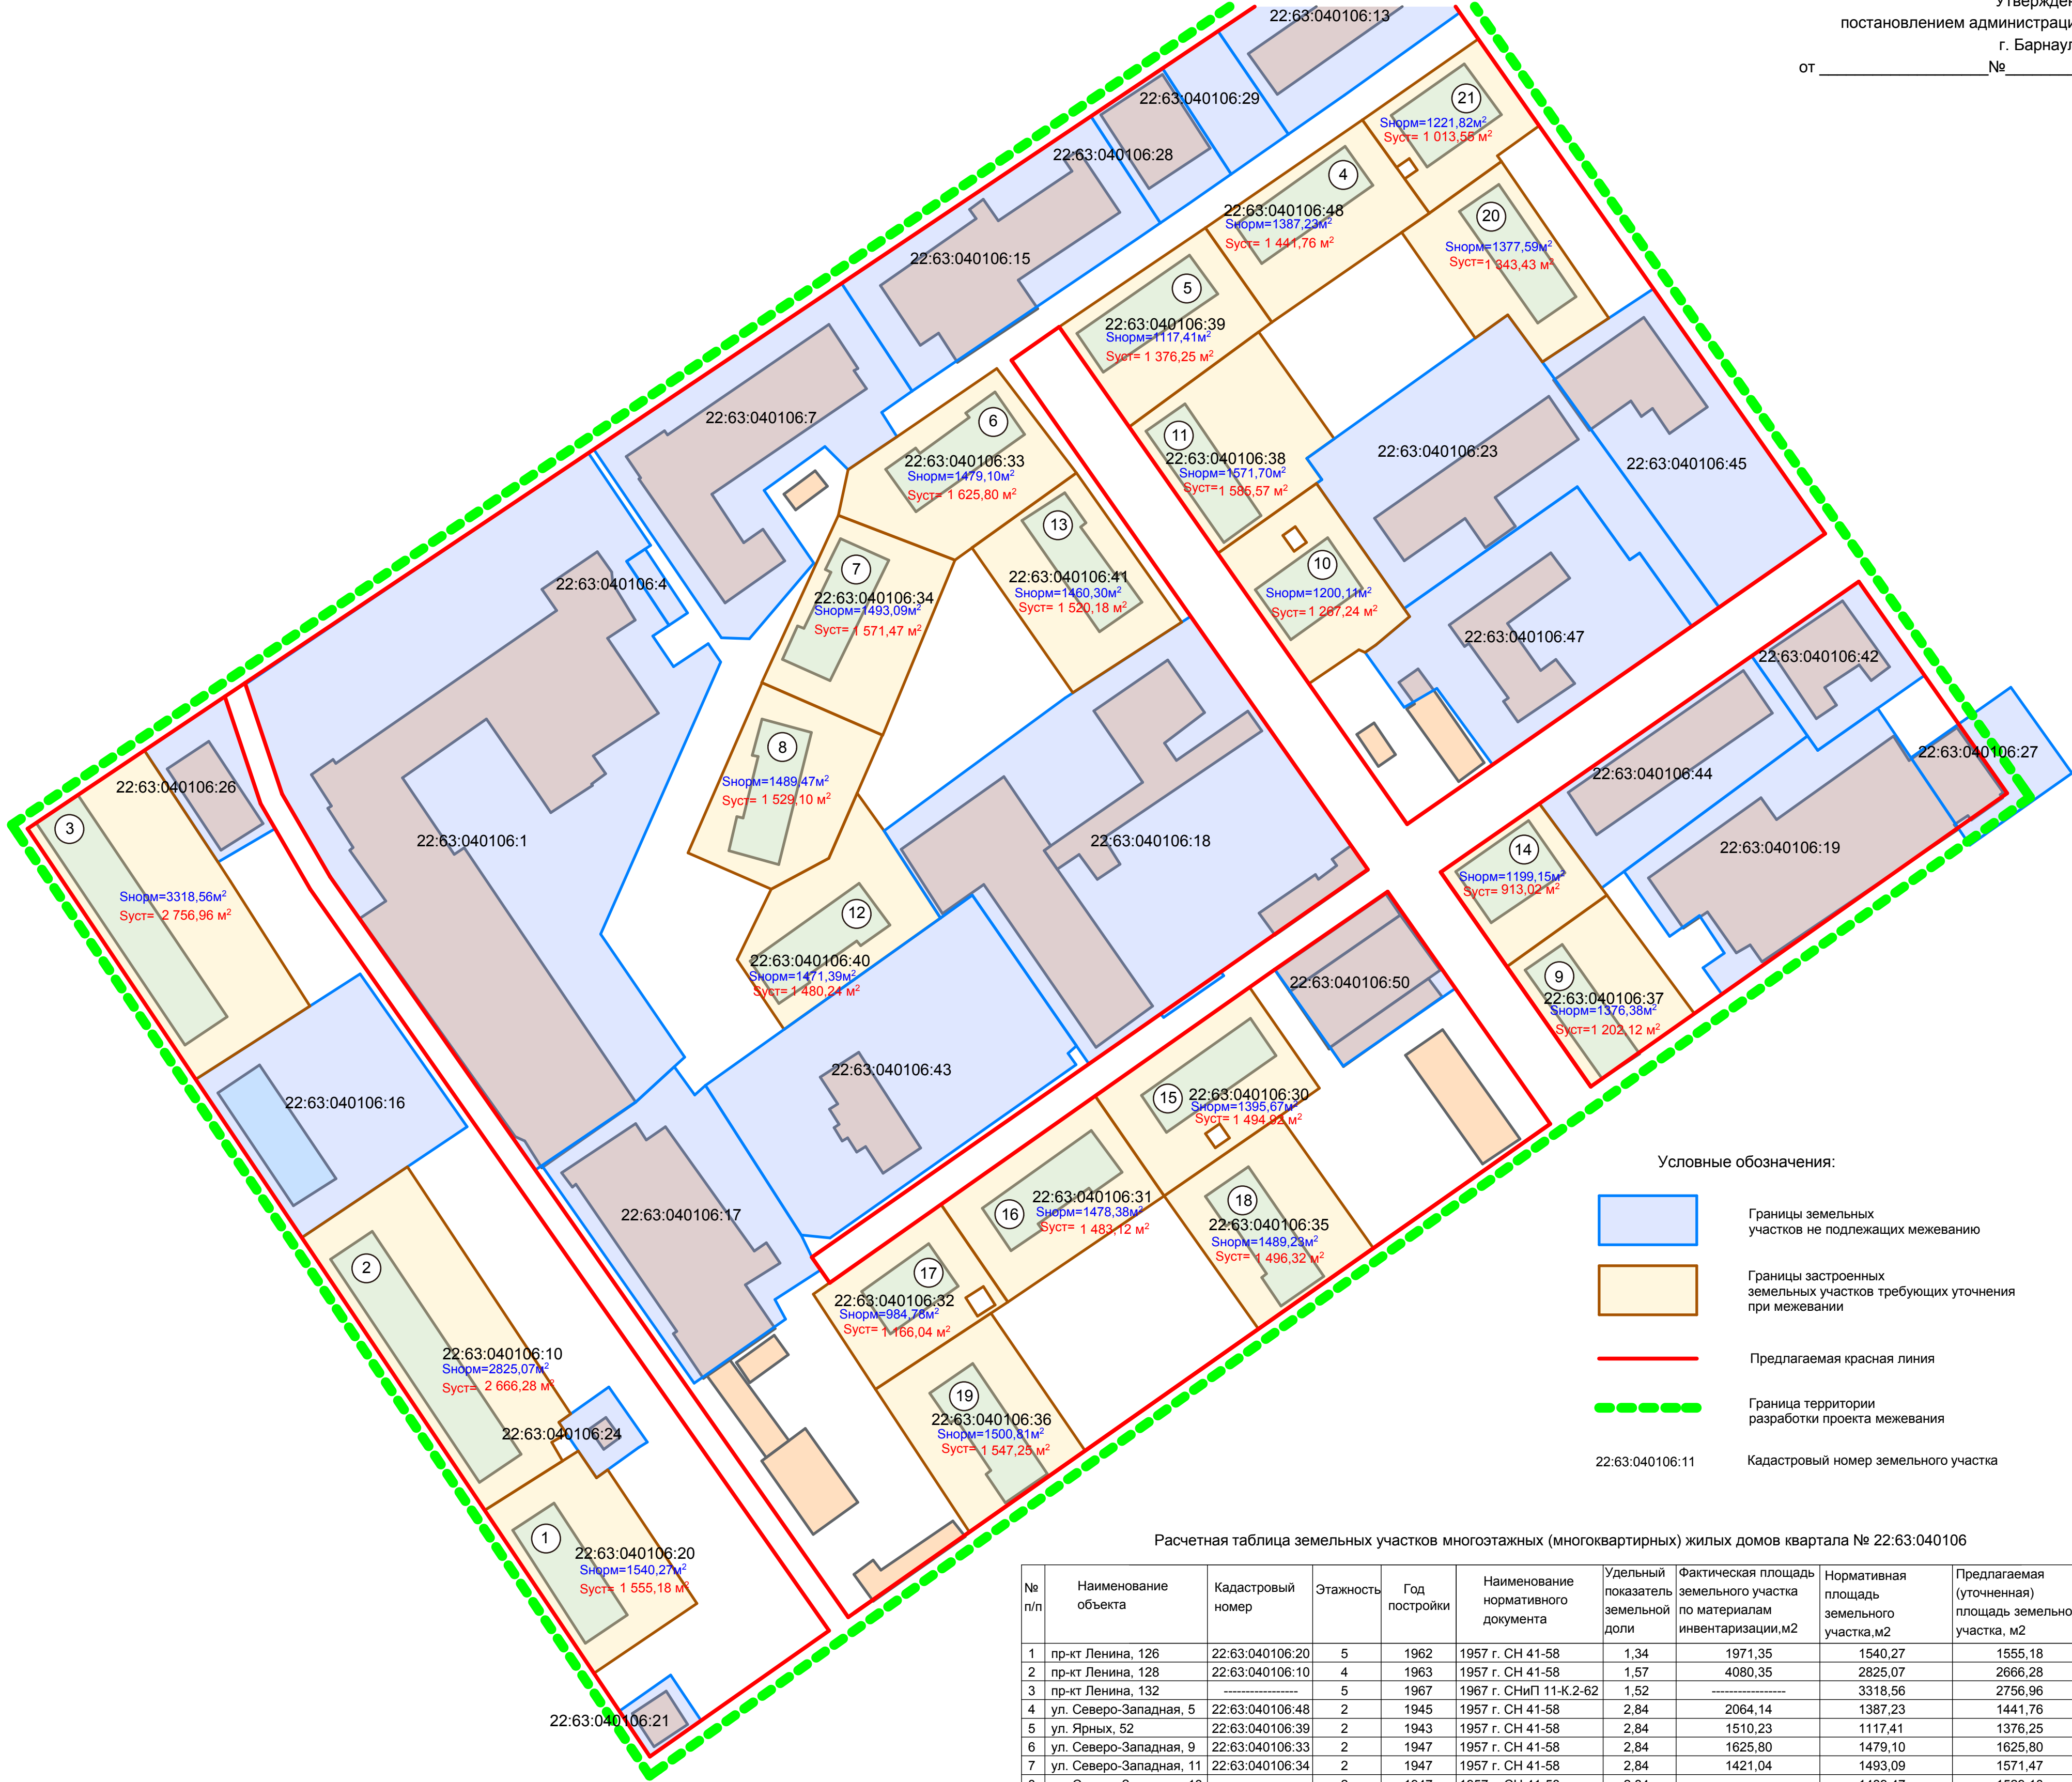 Утвержден
постановлением администраци
г. Барнаул
от №
22:63:040106:13
22:63:040106:29
22:63:040106:28
22:63:040106:15
22:63:040106:7
22:63:040106:4
22:63:040106:26
22:63:040106:1
21
Sнорм=1221,82м²
Sуст= 1 013,55 м²
4
22:63:040106:48
Sнорм=1387,23м²
Sуст= 1 441,76 м²
20
Sнорм=1377,59м²
Sуст=1 343,43 м²
5
22:63:040106:39
Sнорм=1117,41м²
Sуст= 1 376,25 м²
6
22:63:040106:33
Sнорм=1479,10м²
Sуст= 1 625,80 м²
11
22:63:040106:38
Sнорм=1571,70м²
Sуст=1 585,57 м²
22:63:040106:23
22:63:040106:45
13
22:63:040106:41
Sнорм=1460,30м²
Sуст= 1 520,18 м²
7
22:63:040106:34
Sнорм=1493,09м²
Sуст= 1 571,47 м²
10
Sнорм=1200,11м²
Sуст=1 267,24 м²
22:63:040106:47
22:63:040106:42
8
Sнорм=1489,47м²
Sуст= 1 529,10 м²
22:63:040106:44
22:63:040106:27
3
Sнорм=3318,56м²
Sуст= 2 756,96 м²
22:63:040106:18
22:63:040106:19
14
Sнорм=1199,15м²
Sуст= 913,02 м²
12
22:63:040106:40
Sнорм=1471,39м²
Sуст= 1 480,24 м²
22:63:040106:50
9
22:63:040106:37
Sнорм=1376,38м²
Sуст=1 202,12 м²
22:63:040106:16
22:63:040106:43
15
22:63:040106:30
Sнорм=1395,67м²
Sуст= 1 494,92 м²
22:63:040106:17
16
22:63:040106:31
Sнорм=1478,38м²
Sуст= 1 483,12 м²
18
22:63:040106:35
Sнорм=1489,23м²
Sуст= 1 496,32 м²
2
22:63:040106:10
Sнорм=2825,07м²
Sуст= 2 666,28 м²
17
22:63:040106:32
Sнорм=984,78м²
Sуст= 1 166,04 м²
19
22:63:040106:36
Sнорм=1500,81м²
Sуст= 1 547,25 м²
22:63:040106:24
1
22:63:040106:20
Sнорм=1540,27м²
Sуст= 1 555,18 м²
22:63:040106:21
Условные обозначения:
Границы земельных
участков не подлежащих межеванию
Границы застроенных
земельных участков требующих уточнения
при межевании
Предлагаемая красная линия
Граница территории
разработки проекта межевания
22:63:040106:11 Кадастровый номер земельного участка
Расчетная таблица земельных участков многоэтажных (многоквартирных) жилых домов квартала № 22:63:040106
№ п/п Наименование объекта Кадастровый номер Этажность Год постройки Наименование нормативного документа Удельный показатель земельной доли Фактическая площадь земельного участка по материалам инвентаризации,м2 Нормативная площадь земельного участка,м2 Предлагаемая (уточненная) площадь земельно участка, м2
1 пр-кт Ленина, 126 22:63:040106:20 5 1962 1957 г. СН 41-58 1,34 1971,35 1540,27 1555,18
2 пр-кт Ленина, 128 22:63:040106:10 4 1963 1957 г. СН 41-58 1,57 4080,35 2825,07 2666,28
3 пр-кт Ленина, 132 ----------------- 5 1967 1967 г. СНиП 11-К.2-62 1,52 ----------------- 3318,56 2756,96
4 ул. Северо-Западная, 5 22:63:040106:48 2 1945 1957 г. СН 41-58 2,84 2064,14 1387,23 1441,76
5 ул. Ярных, 52 22:63:040106:39 2 1943 1957 г. СН 41-58 2,84 1510,23 1117,41 1376,25
6 ул. Северо-Западная, 9 22:63:040106:33 2 1947 1957 г. СН 41-58 2,84 1625,80 1479,10 1625,80
7 ул. Северо-Западная, 11 22:63:040106:34 2 1947 1957 г. СН 41-58 2,84 1421,04 1493,09 1571,47